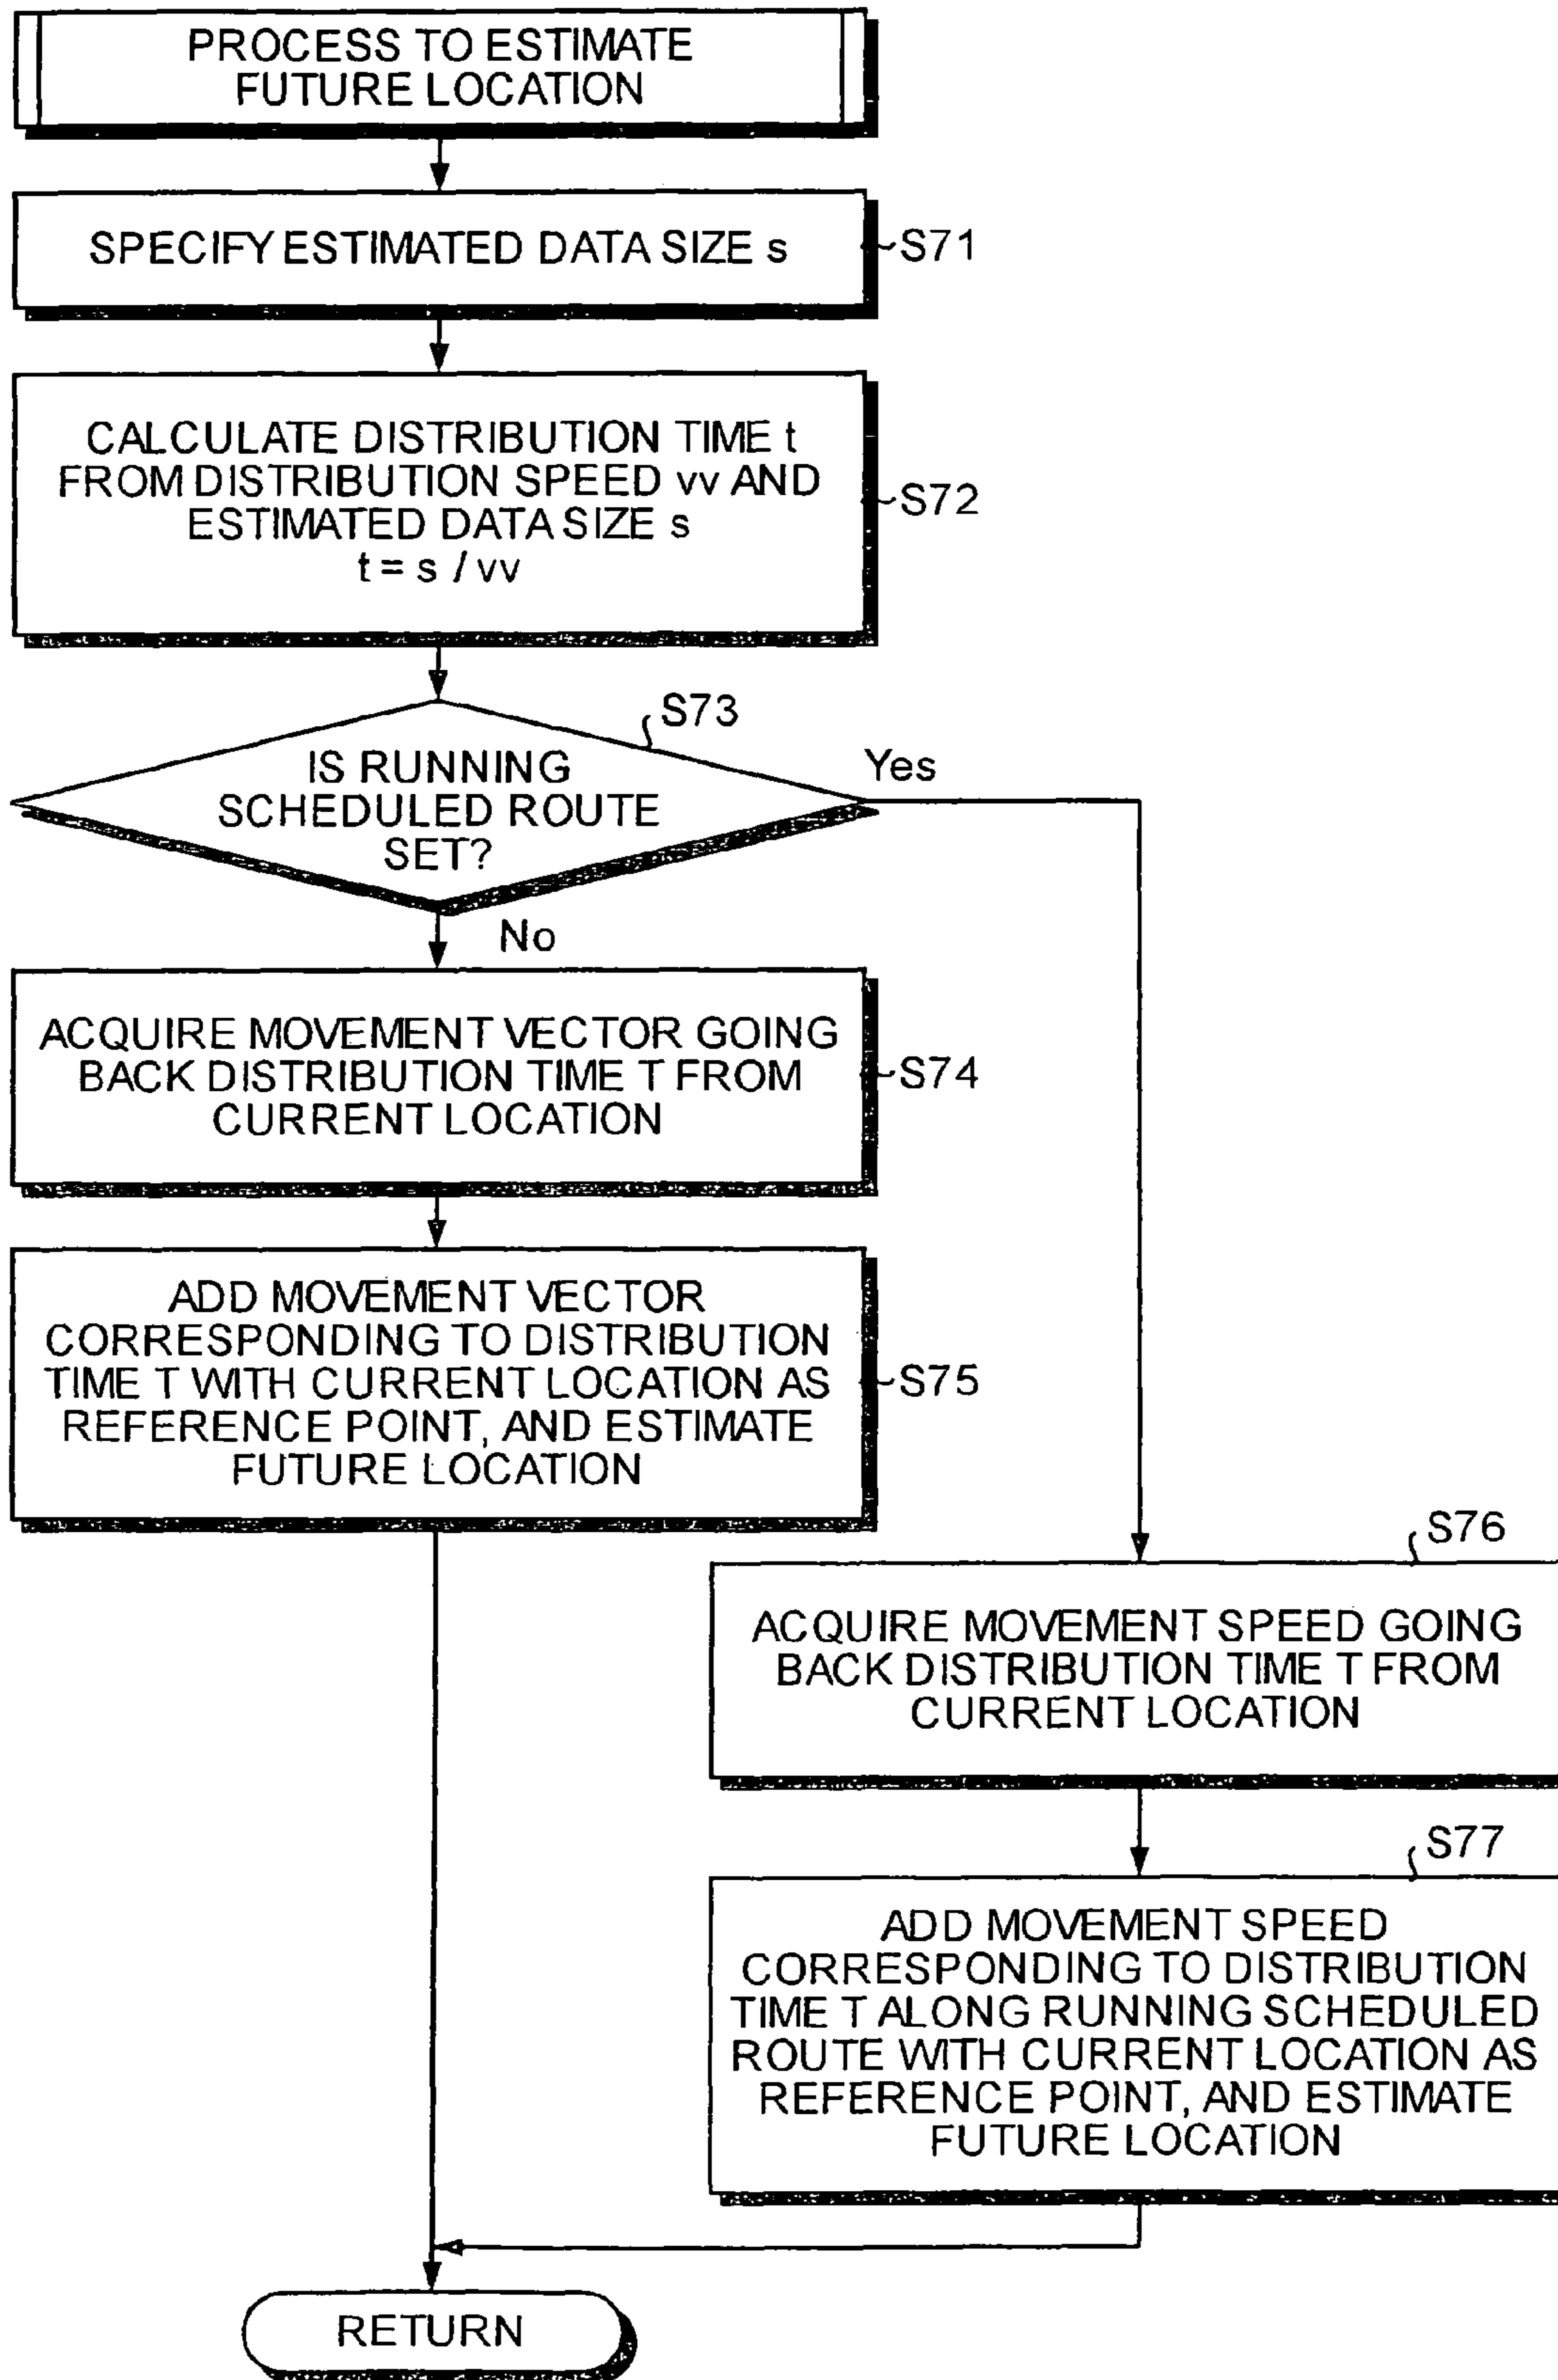 PROCESS TO ESTIMATE
FUTURE LOCATION
SPECIFY ESTIMATED DATA SIZE s
S71
CALCULATE DISTRIBUTION TIME t
FROM DISTRIBUTION SPEED vv AND
ESTIMATED DATA SIZE s
t = s / vv
S72
S73
IS RUNNING
SCHEDULED ROUTE
SET?
Yes
No
ACQUIRE MOVEMENT VECTOR GOING
BACK DISTRIBUTION TIME T FROM
CURRENT LOCATION
S74
ADD MOVEMENT VECTOR
CORRESPONDING TO DISTRIBUTION
TIME T WITH CURRENT LOCATION AS
REFERENCE POINT, AND ESTIMATE
FUTURE LOCATION
S75
S76
ACQUIRE MOVEMENT SPEED GOING
BACK DISTRIBUTION TIME T FROM
CURRENT LOCATION
S77
ADD MOVEMENT SPEED
CORRESPONDING TO DISTRIBUTION
TIME T ALONG RUNNING SCHEDULED
ROUTE WITH CURRENT LOCATION AS
REFERENCE POINT, AND ESTIMATE
FUTURE LOCATION
RETURN